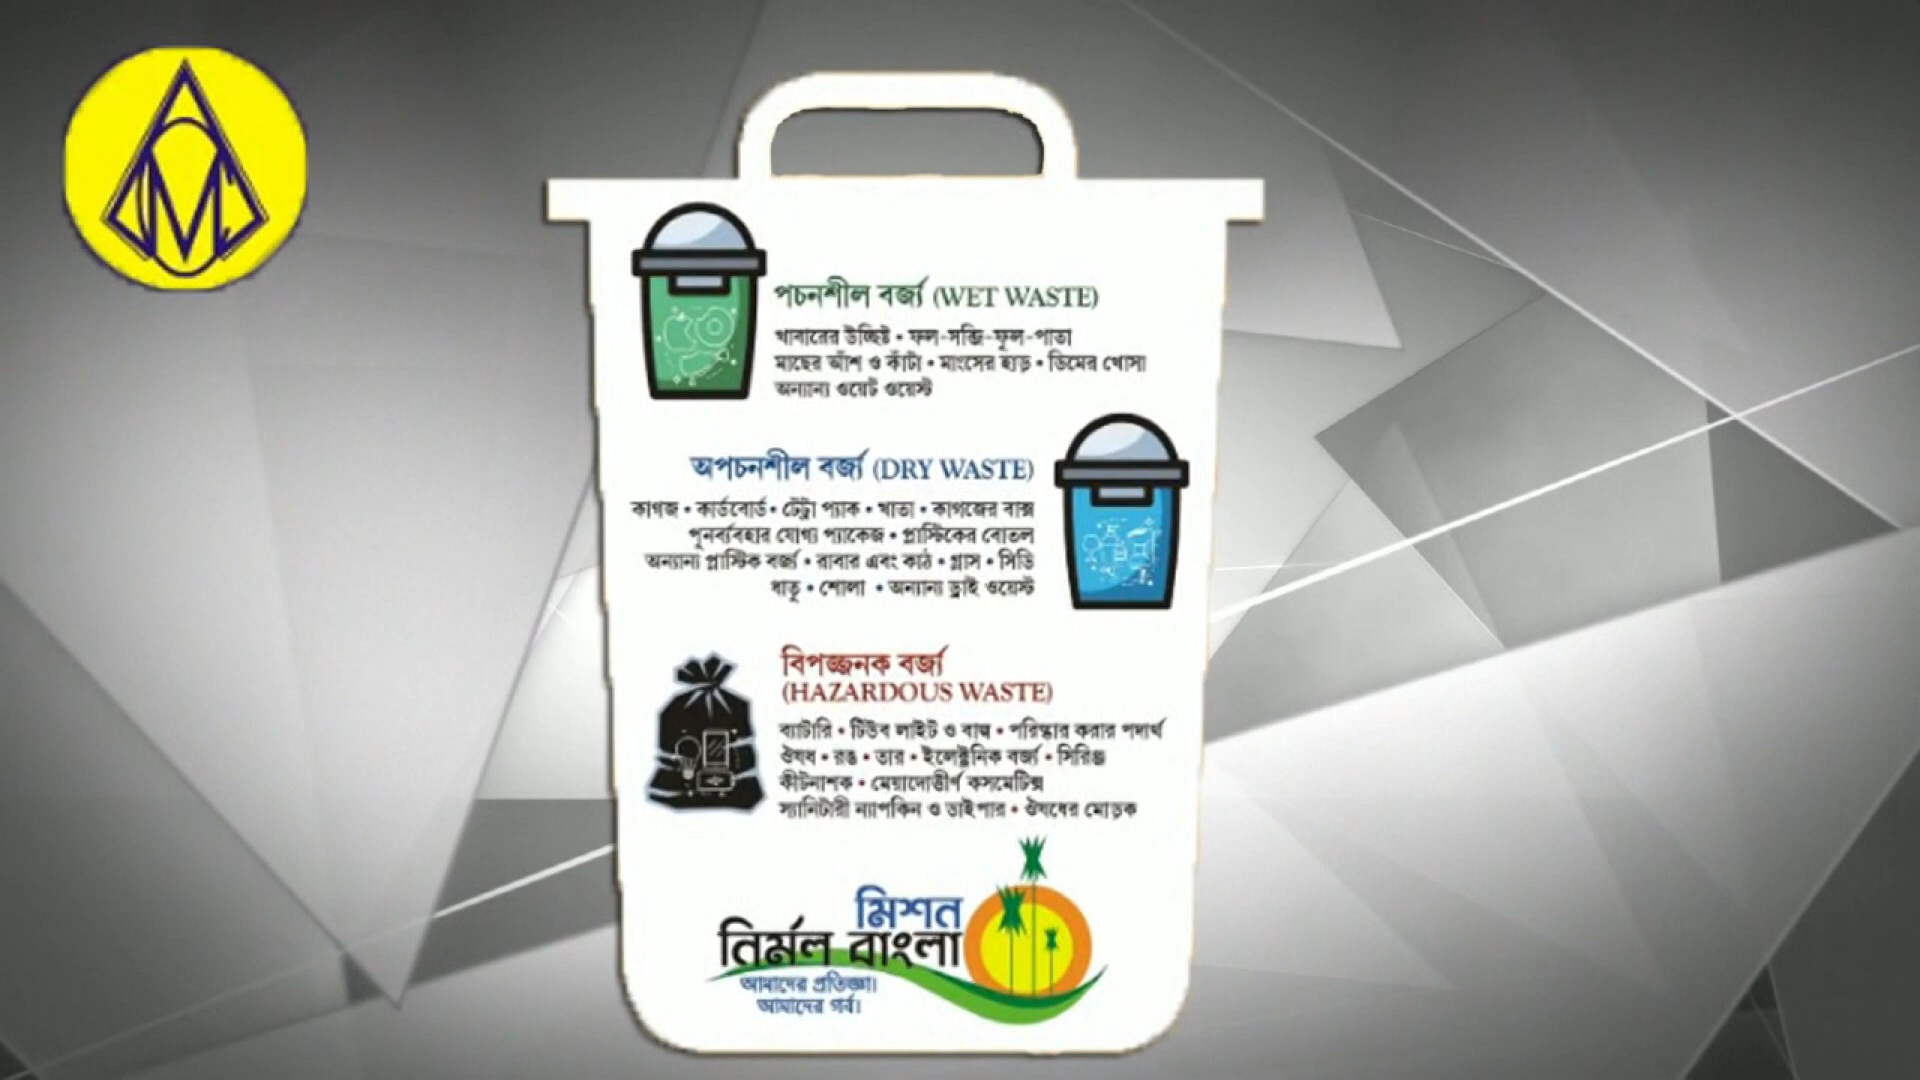 পচনশীল বর্জ্য (WET WASTE)
খাবারের উচ্ছিষ্ট • ফল-সব্জি-ফুল-পাতা
মাছের আঁশ ও কাঁটা • মাংসের হাড় • ডিমের খোসা
অন্যান্য ওয়েট ওয়েস্ট
অপচনশীল বর্জ্য (DRY WASTE)
কাগজ • কার্ডবোর্ড • টেট্রা প্যাক • খাতা • কাগজের বাক্স
পুনর্ব্যবহার যোগ্য প্যাকেজ • প্লাস্টিকের বোতল
অন্যান্য প্লাস্টিক বর্জ্য • রাবার এবং কাঠ • গ্লাস • সিডি
ধাতু • শোলা • অন্যান্য ড্রাই ওয়েস্ট
বিপজ্জনক বর্জ্য
(HAZARDOUS WASTE)
ব্যাটারি • টিউব লাইট ও বাল্ব • পরিস্কার করার পদার্থ
ঔষধ • রঙ • তার • ইলেক্ট্রনিক বর্জ্য • সিরিঞ্জ
কীটনাশক • মেয়াদোত্তীর্ণ কসমেটিক্স
স্যানিটারী ন্যাপকিন ও ডাইপার • ঔষধের মোড়ক
মিশন
নির্মল বাংলা
আমাদের প্রতিজ্ঞা।
আমাদের গর্ব।